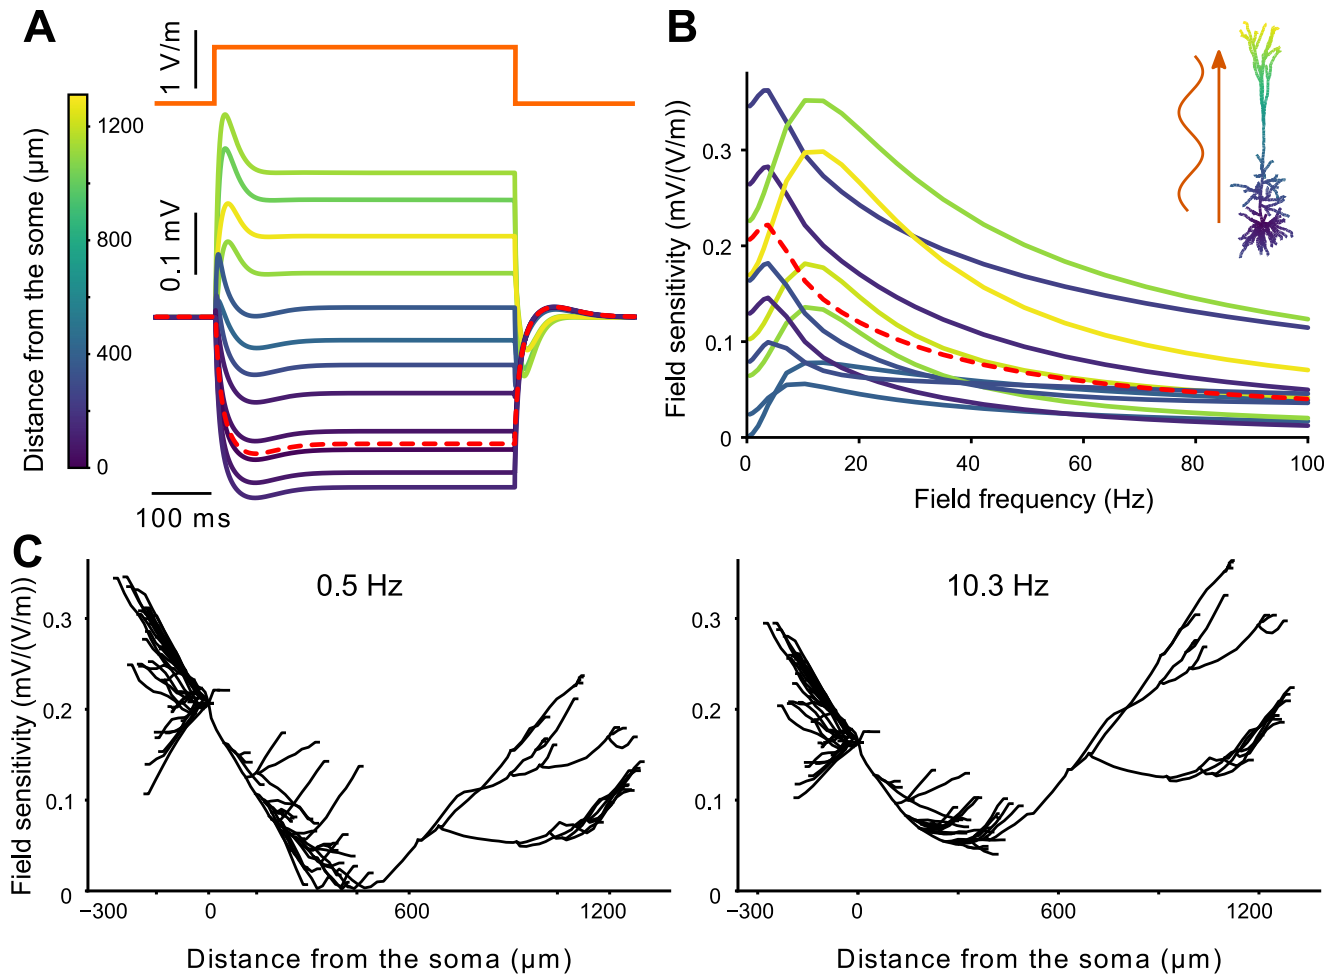 A
1 V/m
Distance from the some (µm)
1200
800
400
0
0.1 mV
100 ms
B
Field sensitivity (mV/(V/m))
0.3
0.2
0.1
0
0
20
40
60
80
100
Field frequency (Hz)
C
0.5 Hz
Field sensitivity (mV/(V/m))
0.3
0.2
0.1
0
−300
0
600
1200
Distance from the soma (µm)
10.3 Hz
0.3
0.2
0.1
0
−300
0
600
1200
Distance from the soma (µm)